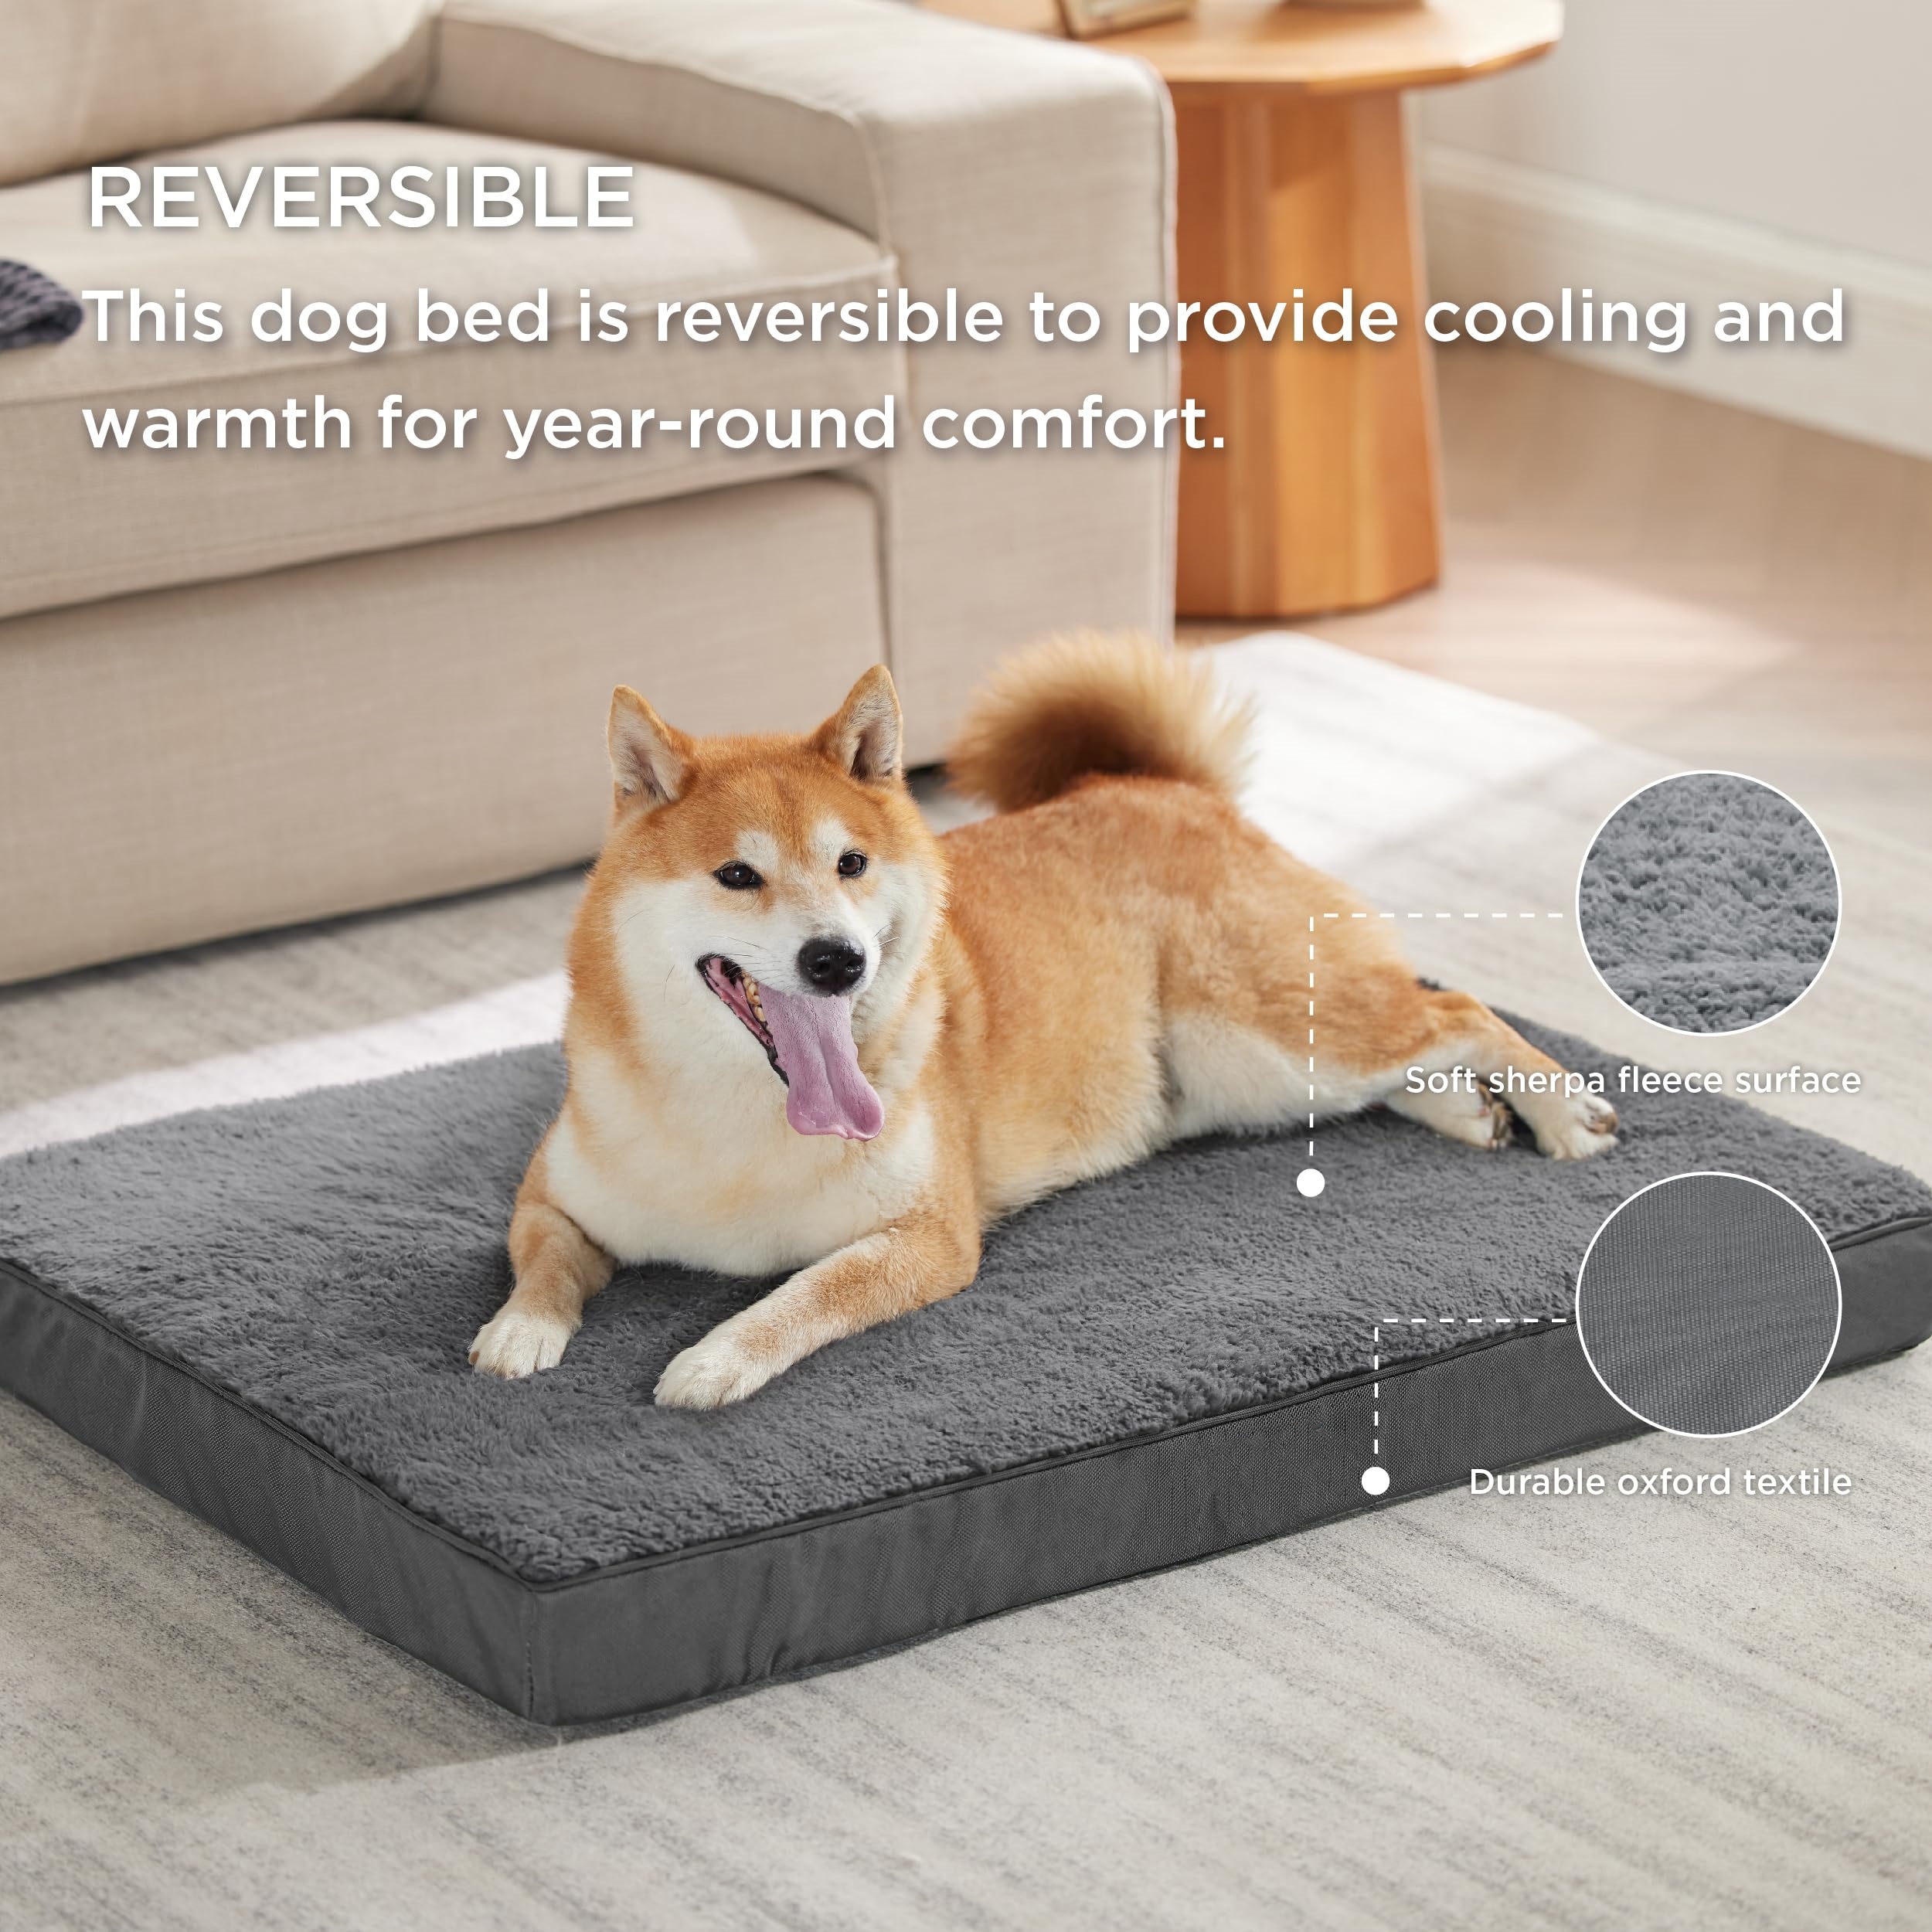 REVERSIBLE
This dog bed is reversible to provide cooling and
warmth for year-round comfort.
Soft sherpa fleece surface
Durable oxford textile